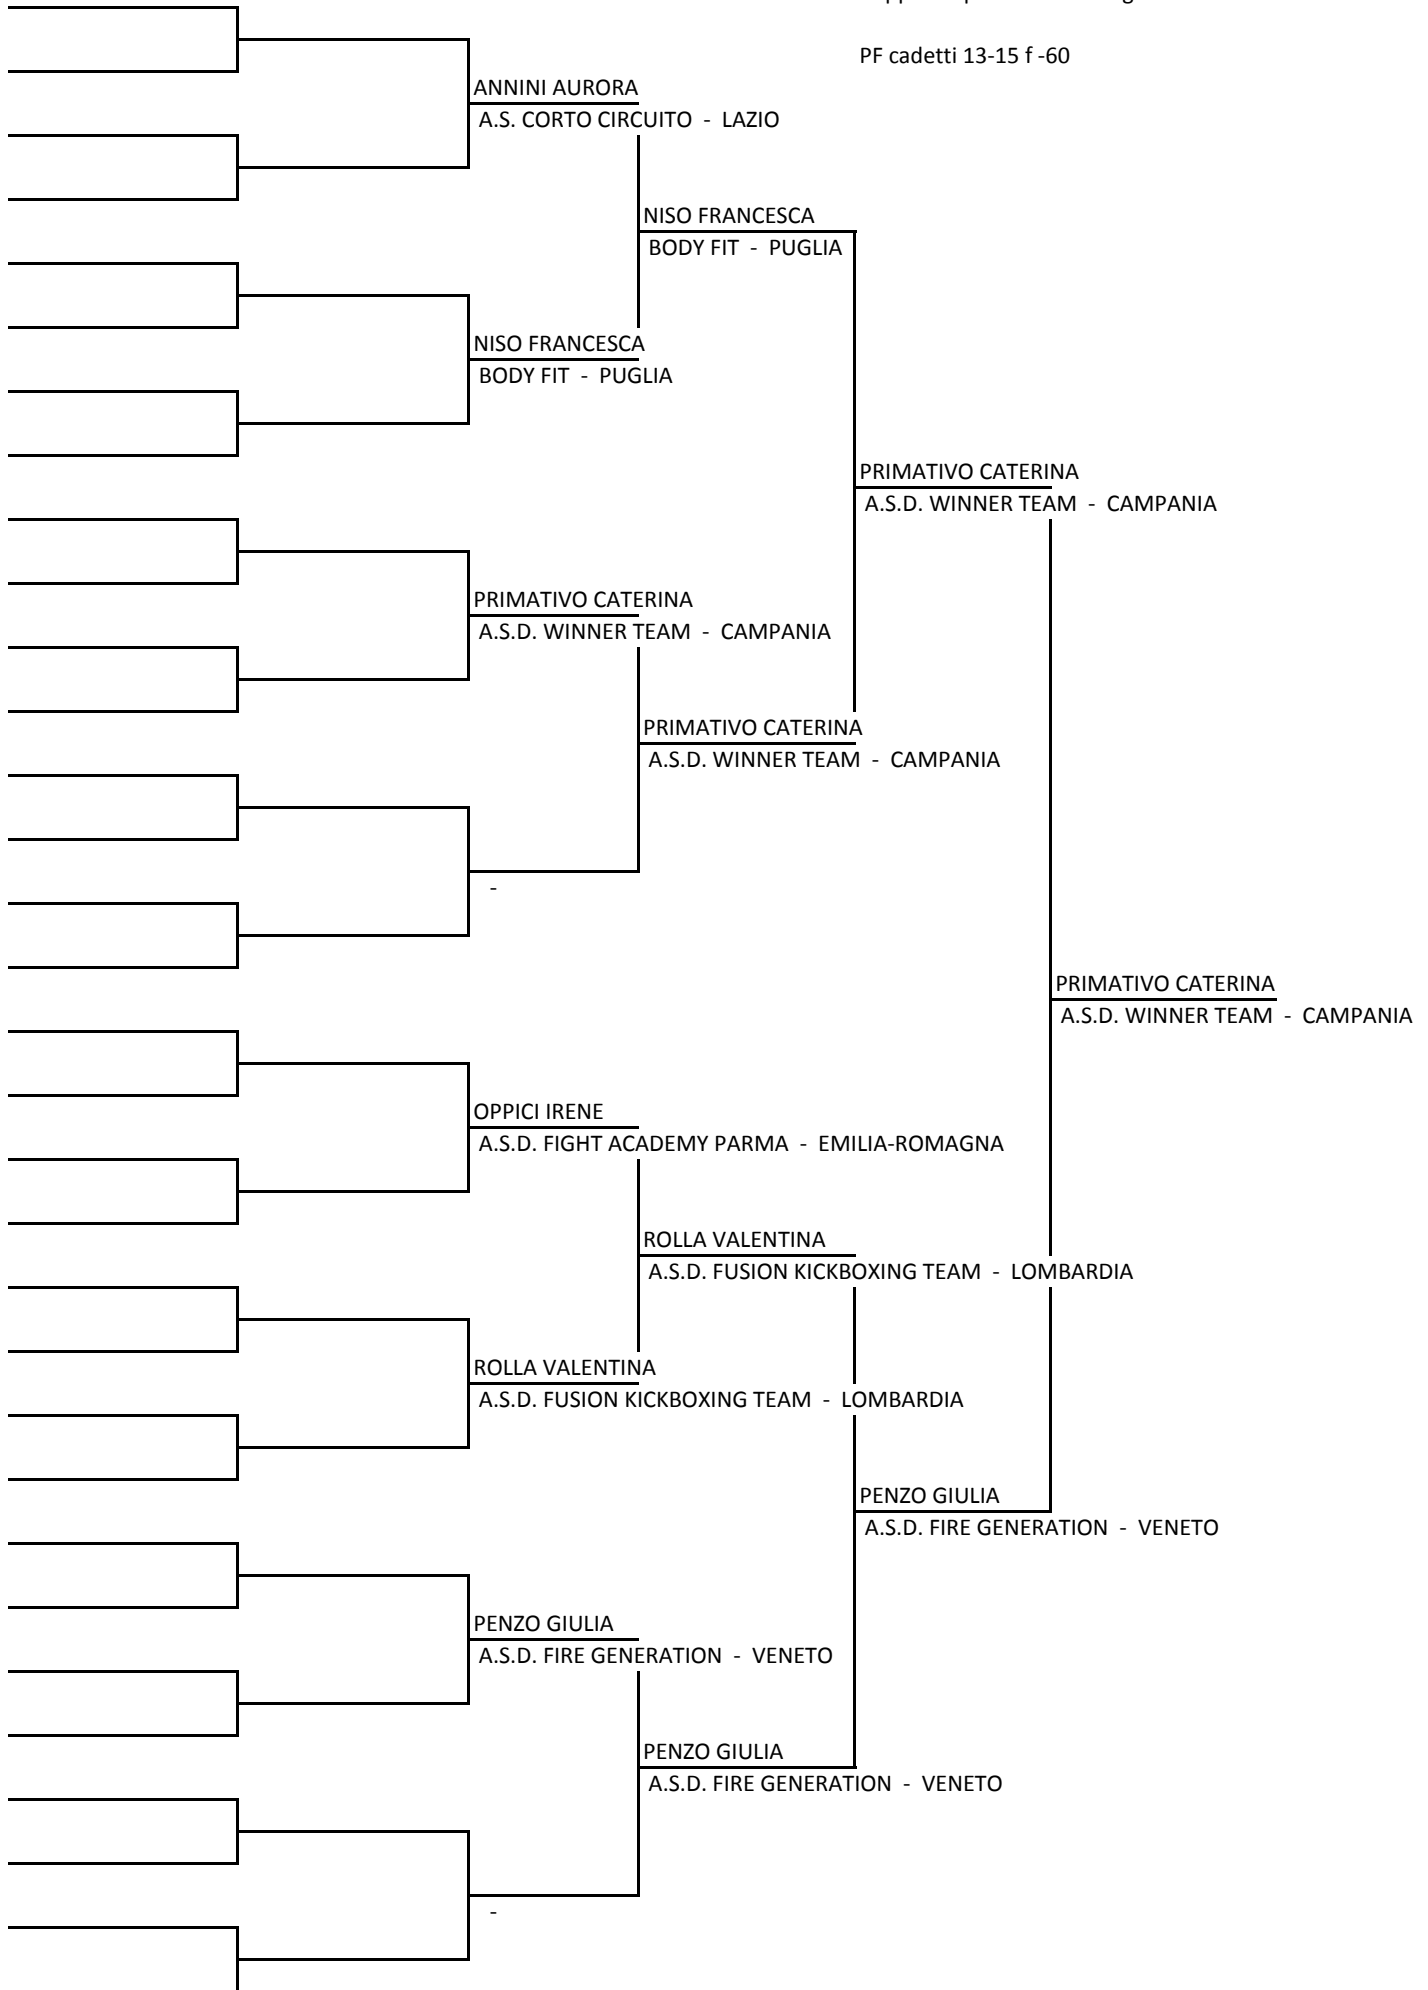 PF cadetti 13-15 f -60
ANNINI AURORA
A.S. CORTO CIRCUITO - LAZIO
NISO FRANCESCA
BODY FIT - PUGLIA
NISO FRANCESCA
BODY FIT - PUGLIA
PRIMATIVO CATERINA
A.S.D. WINNER TEAM - CAMPANIA
PRIMATIVO CATERINA
A.S.D. WINNER TEAM - CAMPANIA
PRIMATIVO CATERINA
A.S.D. WINNER TEAM - CAMPANIA
-
PRIMATIVO CATERINA
A.S.D. WINNER TEAM - CAMPANIA
OPPICI IRENE
A.S.D. FIGHT ACADEMY PARMA - EMILIA-ROMAGNA
ROLLA VALENTINA
A.S.D. FUSION KICKBOXING TEAM - LOMBARDIA
ROLLA VALENTINA
A.S.D. FUSION KICKBOXING TEAM - LOMBARDIA
PENZO GIULIA
A.S.D. FIRE GENERATION - VENETO
PENZO GIULIA
A.S.D. FIRE GENERATION - VENETO
PENZO GIULIA
A.S.D. FIRE GENERATION - VENETO
-